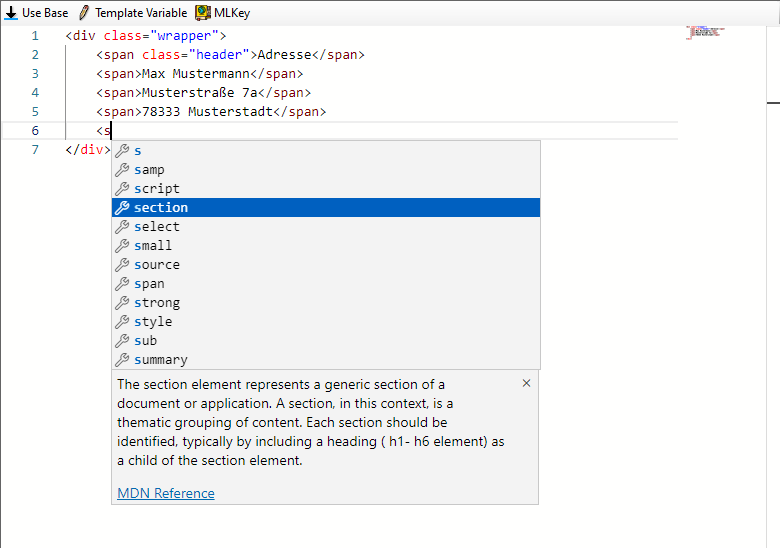 Use Base Template Variable MLKey
1 <div class="wrapper">
2 <span class="header">Adresse</span>
3 <span>Max Mustermann</span>
4 <span>Musterstraße 7a</span>
5 <span>78333 Musterstadt</span>
6 <s
7 </div>
s
samp
script
section
select
small
source
span
strong
style
sub
summary
The section element represents a generic section of a
document or application. A section, in this context, is a
thematic grouping of content. Each section should be
identified, typically by including a heading ( h1- h6 element) as
a child of the section element.
MDN Reference